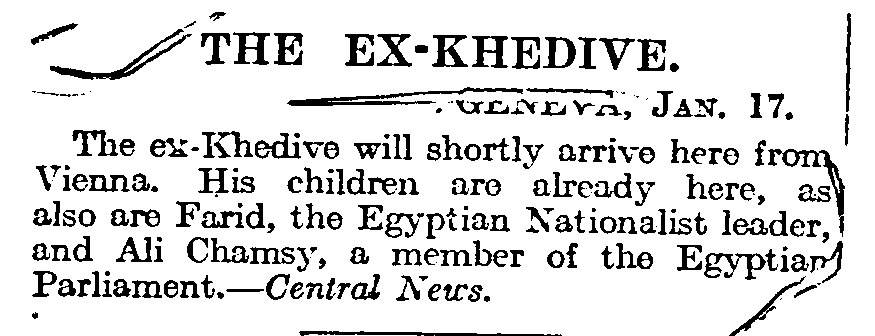 THE EX-KHEDIVE.
GENEVA, JAN. 17.
The ex-Khedive will shortly arrive here from
Vienna. His children are already here, as
also are Farid, the Egyptian Nationalist leader,
and Ali Chamsy, a member of the Egyptian
Parliament.—Central News.